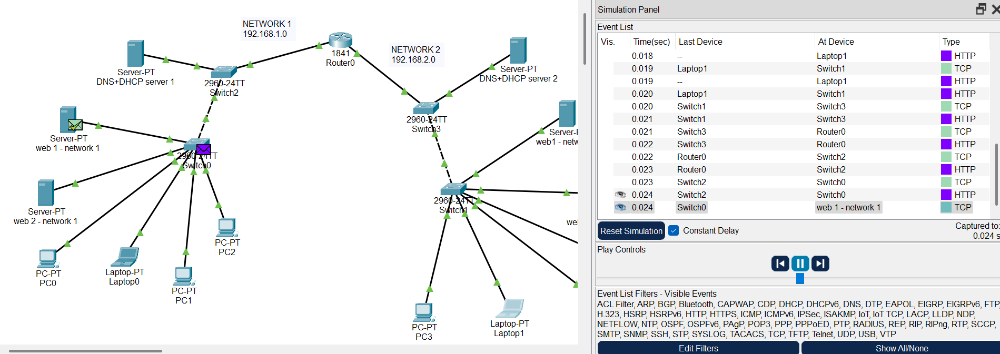 NETWORK 1
192.168.1.0
1841
Router0
NETWORK 2
192.168.2.0
Server-PT
DNS+DHCP server 1
2960-24TT
Switch2
Server-PT
DNS+DHCP server 2
2960-24TT
Switch3
Server-PT
web 1 - network 1
2960-24TT
Switch0
Server-P
web1 - netw
Server-PT
web 2 - network 1
2960-24TT
Switch1
we
PC-PT
PC2
PC-PT
PC0
Laptop-PT
Laptop0
PC-PT
PC1
PC-PT
PC3
Laptop-PT
Laptop1
Simulation Panel
Event List
Vis. Time(sec) Last Device At Device Type
0.018 -- Laptop1 HTTP
0.019 Laptop1 Switch1 TCP
0.019 -- Laptop1 HTTP
0.020 Laptop1 Switch1 HTTP
0.020 Switch1 Switch3 TCP
0.021 Switch1 Switch3 HTTP
0.021 Switch3 Router0 TCP
0.022 Switch3 Router0 HTTP
0.022 Router0 Switch2 TCP
0.023 Router0 Switch2 HTTP
0.023 Switch2 Switch0 TCP
0.024 Switch2 Switch0 HTTP
0.024 Switch0 web 1 - network 1 TCP
Reset Simulation Constant Delay
Captured to:
0.024 s
Play Controls
Event List Filters - Visible Events
ACL Filter, ARP, BGP, Bluetooth, CAPWAP, CDP, DHCP, DHCPv6, DNS, DTP, EAPOL, EIGRP, EIGRPv6, FTP,
H.323, HSRP, HSRPv6, HTTP, HTTPS, ICMP, ICMPv6, IPSec, ISAKMP, IoT, IoT TCP, LACP, LLDP, NDP,
NETFLOW, NTP, OSPF, OSPFv6, PAgP, POP3, PPP, PPPoED, PTP, RADIUS, REP, RIP, RIPng, RTP, SCCP,
SMTP, SNMP, SSH, STP, SYSLOG, TACACS, TCP, TFTP, Telnet, UDP, USB, VTP
Edit Filters Show All/None